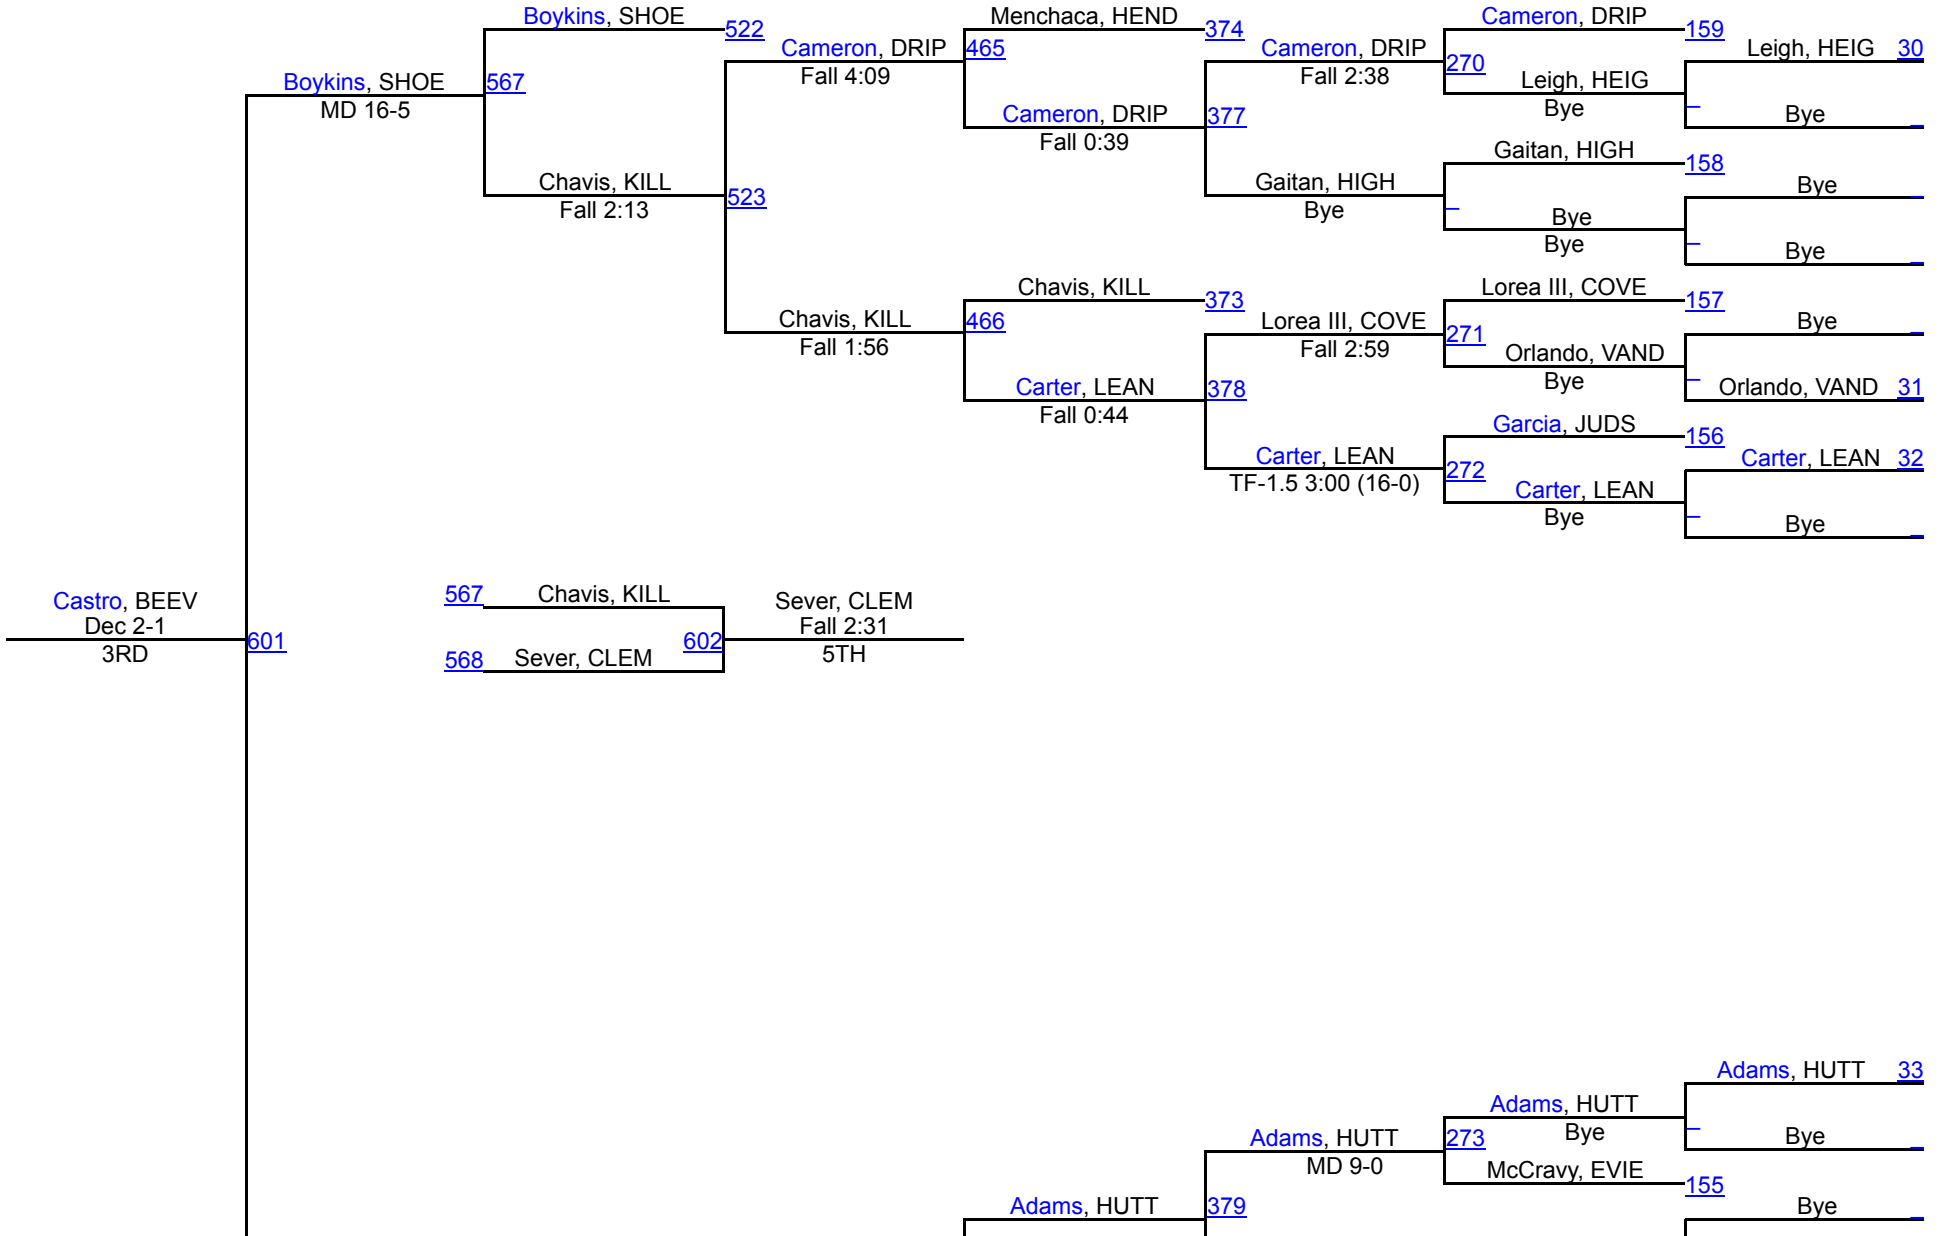 Boykins, SHOE
522
Menchaca, HEND
374
Cameron, DRIP
159
Cameron, DRIP
Fall 4:09
465
Cameron, DRIP
Fall 2:38
270
Leigh, HEIG 30
Boykins, SHOE
MD 16-5
567
Leigh, HEIG
Bye
Cameron, DRIP
Fall 0:39
377
Bye
Gaitan, HIGH
158
Chavis, KILL
Fall 2:13
523
Gaitan, HIGH
Bye
Bye
Bye
Bye
Bye
Chavis, KILL
373
Lorea III, COVE
157
Chavis, KILL
Fall 1:56
466
Lorea III, COVE
Fall 2:59
271
Bye
Orlando, VAND
Bye
Carter, LEAN
Fall 0:44
378
Orlando, VAND 31
Garcia, JUDS
156
Carter, LEAN
TF-1.5 3:00 (16-0)
272
Carter, LEAN 32
Carter, LEAN
Bye
Bye
Castro, BEEV
Dec 2-1
3RD
601
567 Chavis, KILL
568 Sever, CLEM
602
Sever, CLEM
Fall 2:31
5TH
Adams, HUTT 33
Adams, HUTT
Bye
Adams, HUTT
MD 9-0
273
Bye
McCravy, EVIE
155
Adams, HUTT
379
Bye